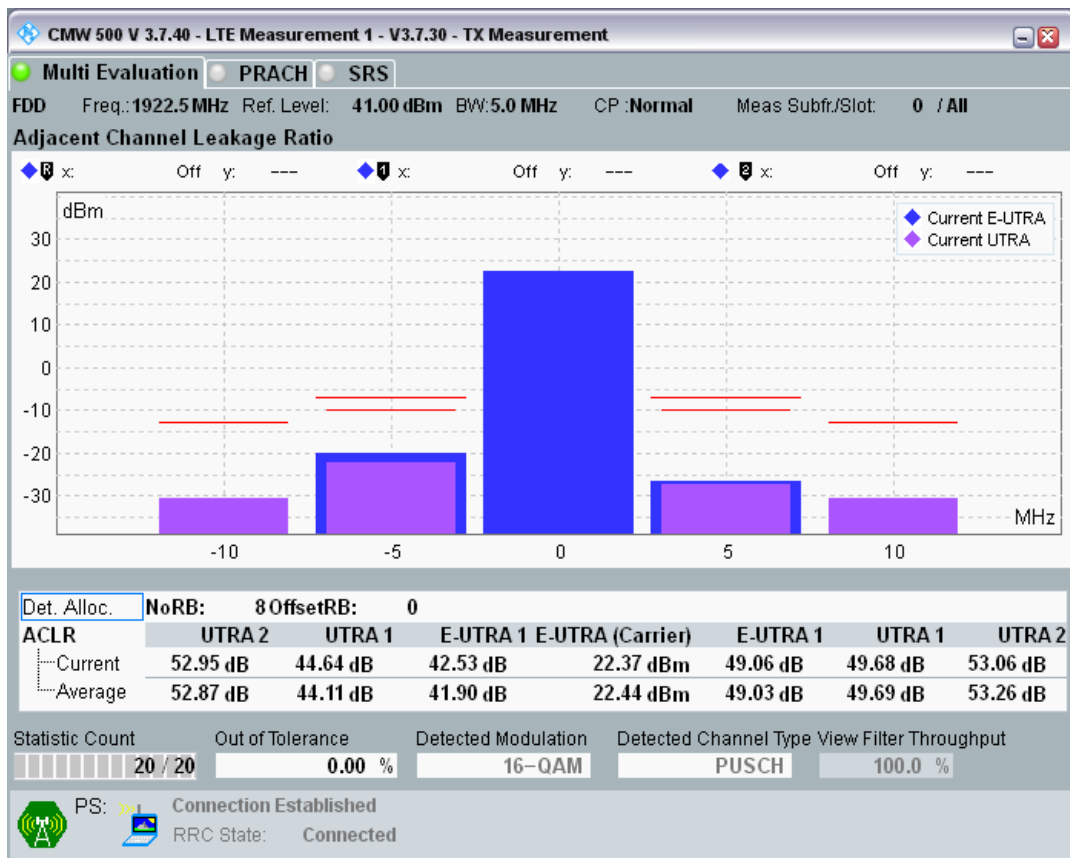 CMW 500 V 3.7.40 - LTE Measurement 1 - V3.7.30 - TX Measurement
Multi Evaluation PRACH SRS
FDD Freq.: 1922.5 MHz Ref. Level: 41.00 dBm BW: 5.0 MHz CP : Normal Meas Subfr./Slot: 0 / All
Adjacent Channel Leakage Ratio
R x: Off y: --- 1 x: Off y: --- 2 x: Off y: ---
dBm
Current E-UTRA
Current UTRA
30
20
10
0
-10
-20
-30
MHz
-10 -5 0 5 10
Det. Alloc. NoRB: 8 OffsetRB: 0
ACLR UTRA 2 UTRA 1 E-UTRA 1 E-UTRA (Carrier) E-UTRA 1 UTRA 1 UTRA 2
Current 52.95 dB 44.64 dB 42.53 dB 22.37 dBm 49.06 dB 49.68 dB 53.06 dB
Average 52.87 dB 44.11 dB 41.90 dB 22.44 dBm 49.03 dB 49.69 dB 53.26 dB
Statistic Count Out of Tolerance Detected Modulation Detected Channel Type View Filter Throughput
20 / 20 0.00 % 16-QAM PUSCH 100.0 %
PS: Connection Established
RRC State: Connected